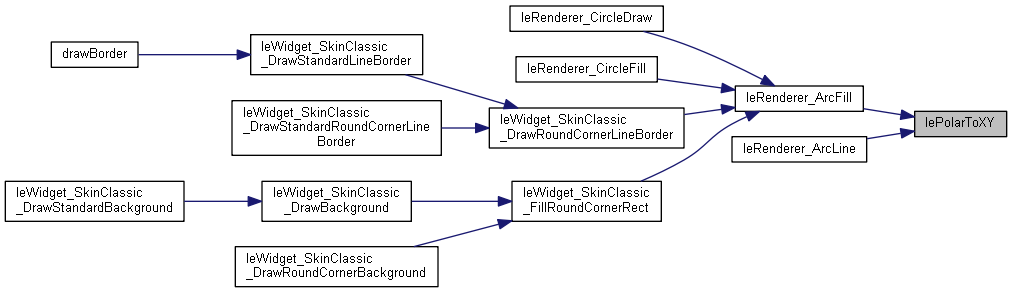 drawBorder
leWidget_SkinClassic
_DrawStandardLineBorder
leWidget_SkinClassic
_DrawStandardRoundCornerLine
Border
leWidget_SkinClassic
_DrawStandardBackground
leWidget_SkinClassic
_DrawBackground
leWidget_SkinClassic
_DrawRoundCornerBackground
leRenderer_CircleDraw
leRenderer_CircleFill
leWidget_SkinClassic
_DrawRoundCornerLineBorder
leWidget_SkinClassic
_FillRoundCornerRect
leRenderer_ArcFill
leRenderer_ArcLine
lePolarToXY